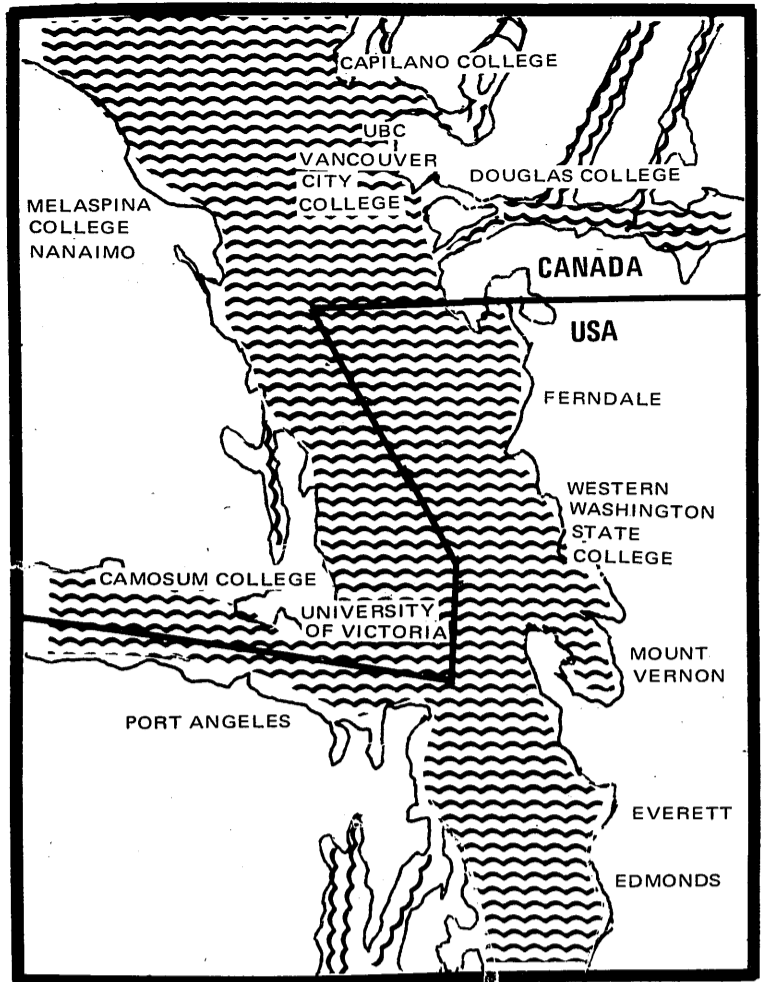 CAPILANO COLLEGE
UBC
VANCOUVER
CITY
COLLEGE
DOUGLAS COLLEGE
MELASPINA
COLLEGE
NANAIMO
CANADA
USA
FERNDALE
WESTERN
WASHINGTON
STATE
COLLEGE
CAMOSUM COLLEGE
UNIVERSITY
OF VICTORIA
MOUNT
VERNON
PORT ANGELES
EVERETT
EDMONDS